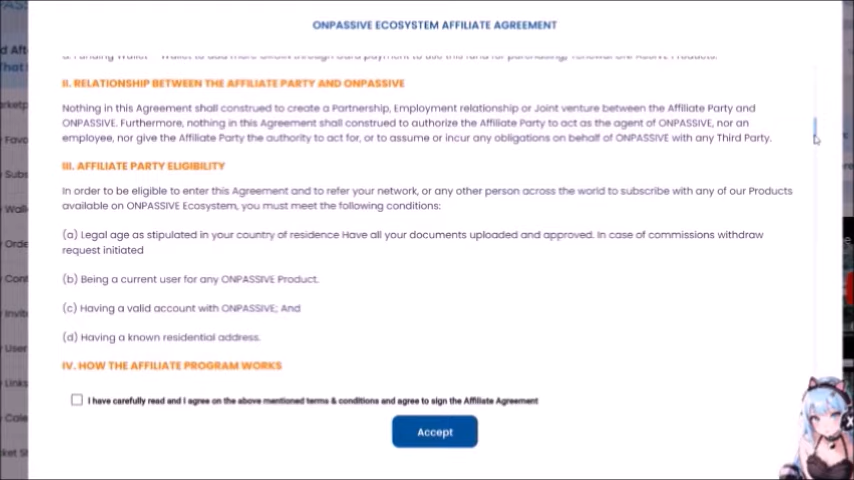 ONPASSIVE ECOSYSTEM AFFILIATE AGREEMENT
II. RELATIONSHIP BETWEEN THE AFFILIATE PARTY AND ONPASSIVE
Nothing in this Agreement shall construed to create a Partnership, Employment relationship or Joint venture between the Affiliate Party and
ONPASSIVE. Furthermore, nothing in this Agreement shall construed to authorize the Affiliate Party to act as the agent of ONPASSIVE, nor an
employee, nor give the Affiliate Party the authority to act for, or to assume or incur any obligations on behalf of ONPASSIVE with any Third Party.
III. AFFILIATE PARTY ELIGIBILITY
In order to be eligible to enter this Agreement and to refer your network, or any other person across the world to subscribe with any of our Products
available on ONPASSIVE Ecosystem, you must meet the following conditions:
(a) Legal age as stipulated in your country of residence Have all your documents uploaded and approved. In case of commissions withdraw
request initiated
(b) Being a current user for any ONPASSIVE Product.
(c) Having a valid account with ONPASSIVE; And
(d) Having a known residential address.
IV. HOW THE AFFILIATE PROGRAM WORKS
I have carefully read and I agree on the above mentioned terms & conditions and agree to sign the Affiliate Agreement
Accept